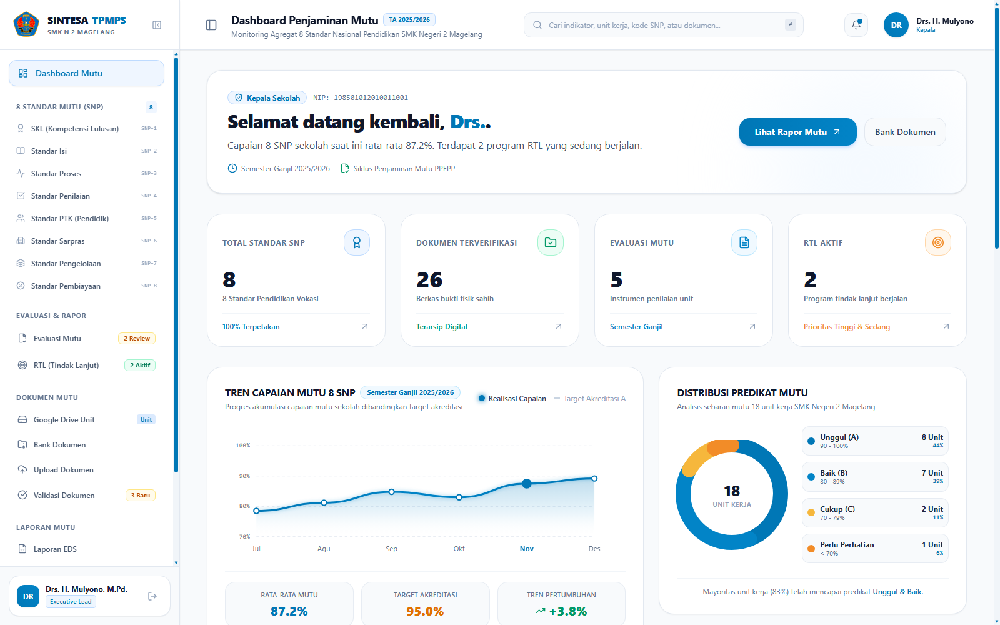 SINTESA TPMPS
SMK N 2 MAGELANG
Dashboard Mutu
8 STANDAR MUTU (SNP)
8
SKL (Kompetensi Lulusan)
SNP-1
Standar Isi
SNP-2
Standar Proses
SNP-3
Standar Penilaian
SNP-4
Standar PTK (Pendidik)
SNP-5
Standar Sarpras
SNP-6
Standar Pengelolaan
SNP-7
Standar Pembiayaan
SNP-8
EVALUASI & RAPOR
Evaluasi Mutu
2 Review
RTL (Tindak Lanjut)
2 Aktif
DOKUMEN MUTU
Google Drive Unit
Unit
Bank Dokumen
Upload Dokumen
Validasi Dokumen
3 Baru
LAPORAN MUTU
Laporan EDS
DR
Drs. H. Mulyono, M.Pd.
Executive Lead
Dashboard Penjaminan Mutu
TA 2025/2026
Monitoring Agregat 8 Standar Nasional Pendidikan SMK Negeri 2 Magelang
Cari indikator, unit kerja, kode SNP, atau dokumen...
DR
Drs. H. Mulyono
Kepala
Kepala Sekolah
NIP: 198501012010011001
Selamat datang kembali, Drs..
Capaian 8 SNP sekolah saat ini rata-rata 87.2%. Terdapat 2 program RTL yang sedang berjalan.
Semester Ganjil 2025/2026
Siklus Penjaminan Mutu PPEPP
Lihat Rapor Mutu
Bank Dokumen
TOTAL STANDAR SNP
8
8 Standar Pendidikan Vokasi
100% Terpetakan
DOKUMEN TERVERIFIKASI
26
Berkas bukti fisik sahih
Terarsip Digital
EVALUASI MUTU
5
Instrumen penilaian unit
Semester Ganjil
RTL AKTIF
2
Program tindak lanjut berjalan
Prioritas Tinggi & Sedang
TREN CAPAIAN MUTU 8 SNP
Semester Ganjil 2025/2026
Progres akumulasi capaian mutu sekolah dibandingkan target akreditasi
Realisasi Capaian
Target Akreditasi A
100%
90%
80%
70%
Jul
Agu
Sep
Okt
Nov
Des
RATA-RATA MUTU
87.2%
TARGET AKREDITASI
95.0%
TREN PERTUMBUHAN
+3.8%
DISTRIBUSI PREDIKAT MUTU
Analisis sebaran mutu 18 unit kerja SMK Negeri 2 Magelang
18
UNIT KERJA
Unggul (A)
90 - 100%
8 Unit
44%
Baik (B)
80 - 89%
7 Unit
39%
Cukup (C)
70 - 79%
2 Unit
11%
Perlu Perhatian
< 70%
1 Unit
6%
Mayoritas unit kerja (83%) telah mencapai predikat Unggul & Baik.